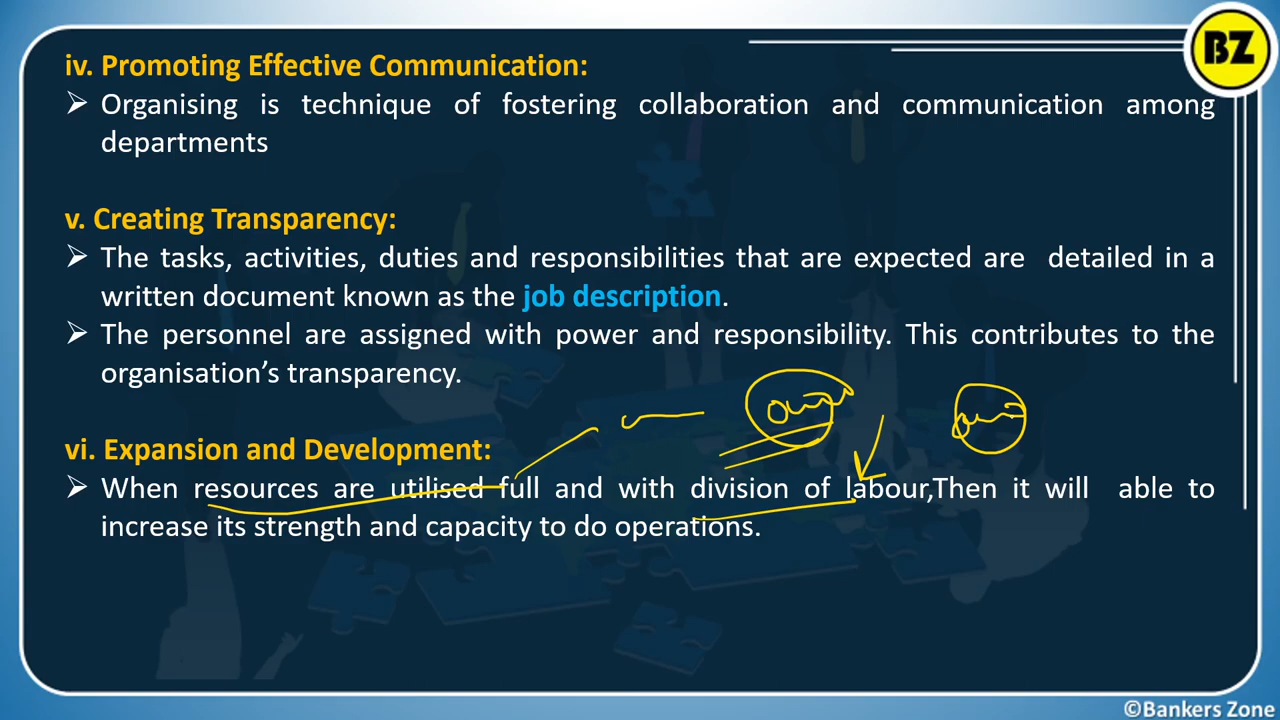 BZ
iv. Promoting Effective Communication:
➢ Organising is technique of fostering collaboration and communication among
departments
v. Creating Transparency:
➢ The tasks, activities, duties and responsibilities that are expected are detailed in a
written document known as the job description.
➢ The personnel are assigned with power and responsibility. This contributes to the
organisation’s transparency.
vi. Expansion and Development:
➢ When resources are utilised full and with division of labour,Then it will able to
increase its strength and capacity to do operations.
©Bankers Zone